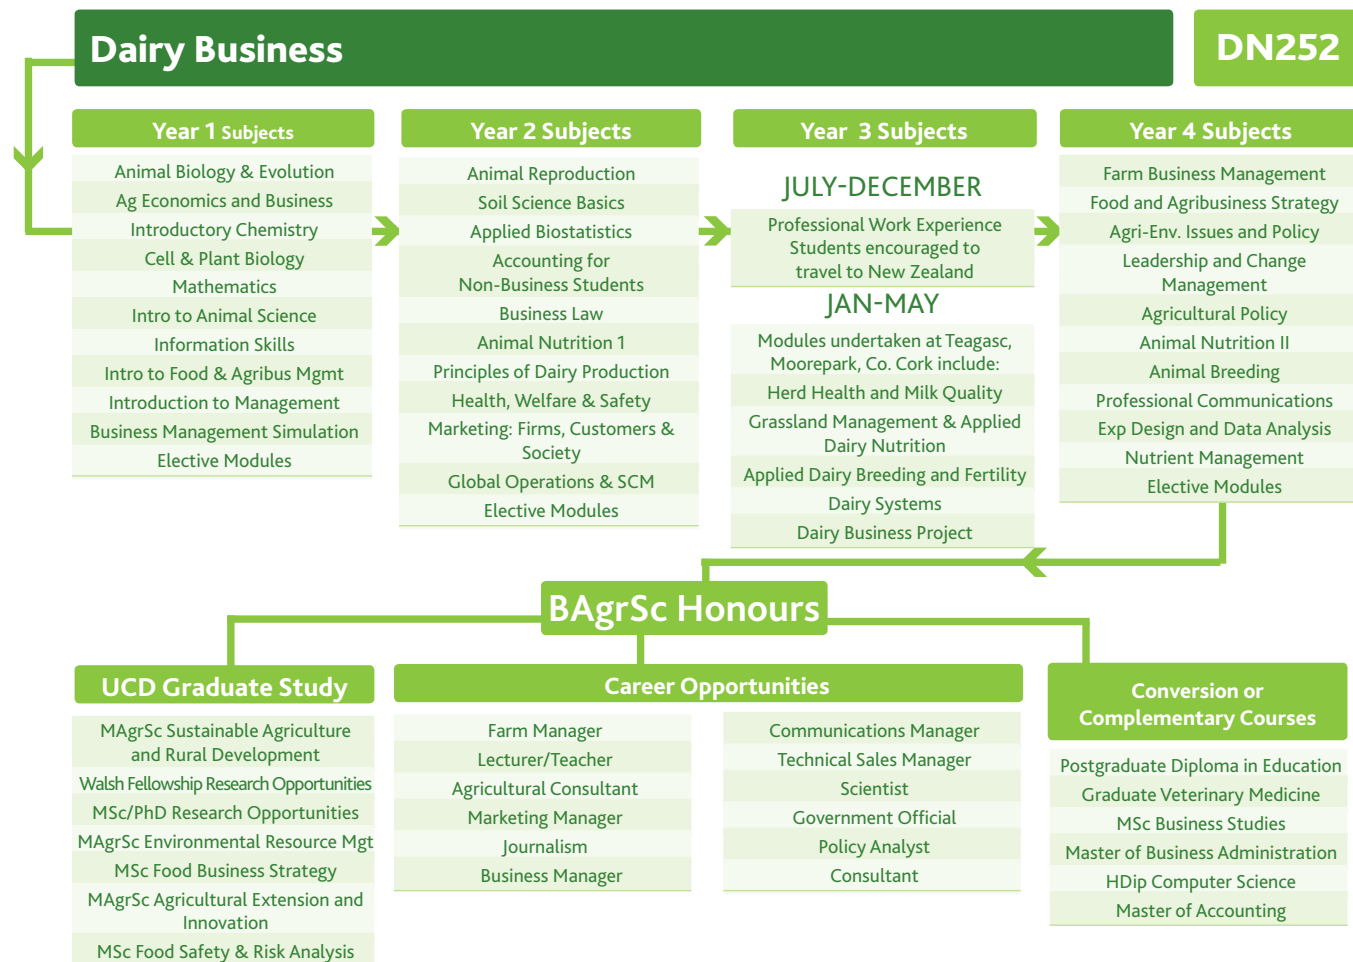 Dairy Business
DN252
Year 1 Subjects
Animal Biology & Evolution
Ag Economics and Business
Introductory Chemistry
Cell & Plant Biology
Mathematics
Intro to Animal Science
Information Skills
Intro to Food & Agribus Mgmt
Introduction to Management
Business Management Simulation
Elective Modules
Year 2 Subjects
Animal Reproduction
Soil Science Basics
Applied Biostatistics
Accounting for
Non-Business Students
Business Law
Animal Nutrition 1
Principles of Dairy Production
Health, Welfare & Safety
Marketing: Firms, Customers &
Society
Global Operations & SCM
Elective Modules
Year 3 Subjects
JULY-DECEMBER
Professional Work Experience
Students encouraged to
travel to New Zealand
JAN-MAY
Modules undertaken at Teagasc,
Moorepark, Co. Cork include:
Herd Health and Milk Quality
Grassland Management & Applied
Dairy Nutrition
Applied Dairy Breeding and Fertility
Dairy Systems
Dairy Business Project
Year 4 Subjects
Farm Business Management
Food and Agribusiness Strategy
Agri-Env. Issues and Policy
Leadership and Change
Management
Agricultural Policy
Animal Nutrition II
Animal Breeding
Professional Communications
Exp Design and Data Analysis
Nutrient Management
Elective Modules
BAgrSc Honours
UCD Graduate Study
MAgrSc Sustainable Agriculture
and Rural Development
Walsh Fellowship Research Opportunities
MSc/PhD Research Opportunities
MAgrSc Environmental Resource Mgt
MSc Food Business Strategy
MAgrSc Agricultural Extension and
Innovation
MSc Food Safety & Risk Analysis
Career Opportunities
Farm Manager
Lecturer/Teacher
Agricultural Consultant
Marketing Manager
Journalism
Business Manager
Communications Manager
Technical Sales Manager
Scientist
Government Official
Policy Analyst
Consultant
Conversion or
Complementary Courses
Postgraduate Diploma in Education
Graduate Veterinary Medicine
MSc Business Studies
Master of Business Administration
HDip Computer Science
Master of Accounting